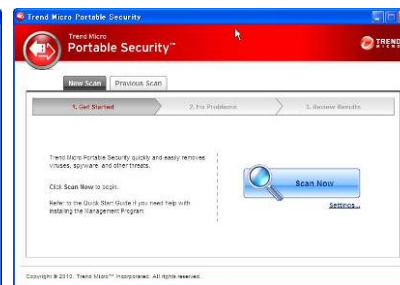 Trend Micro Portable Security
Trend Micro
Portable Security™
TREND
MICRO
New Scan
Previous Scan
1. Get Started
2. Fix Problems
3. Review Results
Trend Micro Portable Security quickly and easily removes
viruses, spyware, and other threats.
Click Scan Now to begin.
Refer to the Quick Start Guide if you need help with
installing the Management Program
Scan Now
Settings...
Copyright © 2010. Trend Micro™ Incorporated. All rights reserved.